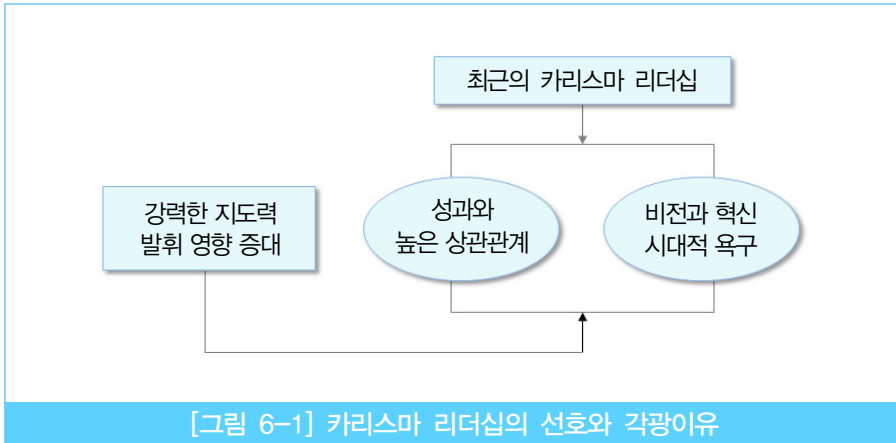 최근의 카리스마 리더십
강력한 지도력
발휘 영향 증대
성과와
높은 상관관계
비전과 혁신
시대적 욕구
[그림 6-1] 카리스마 리더십의 선호와 각광이유